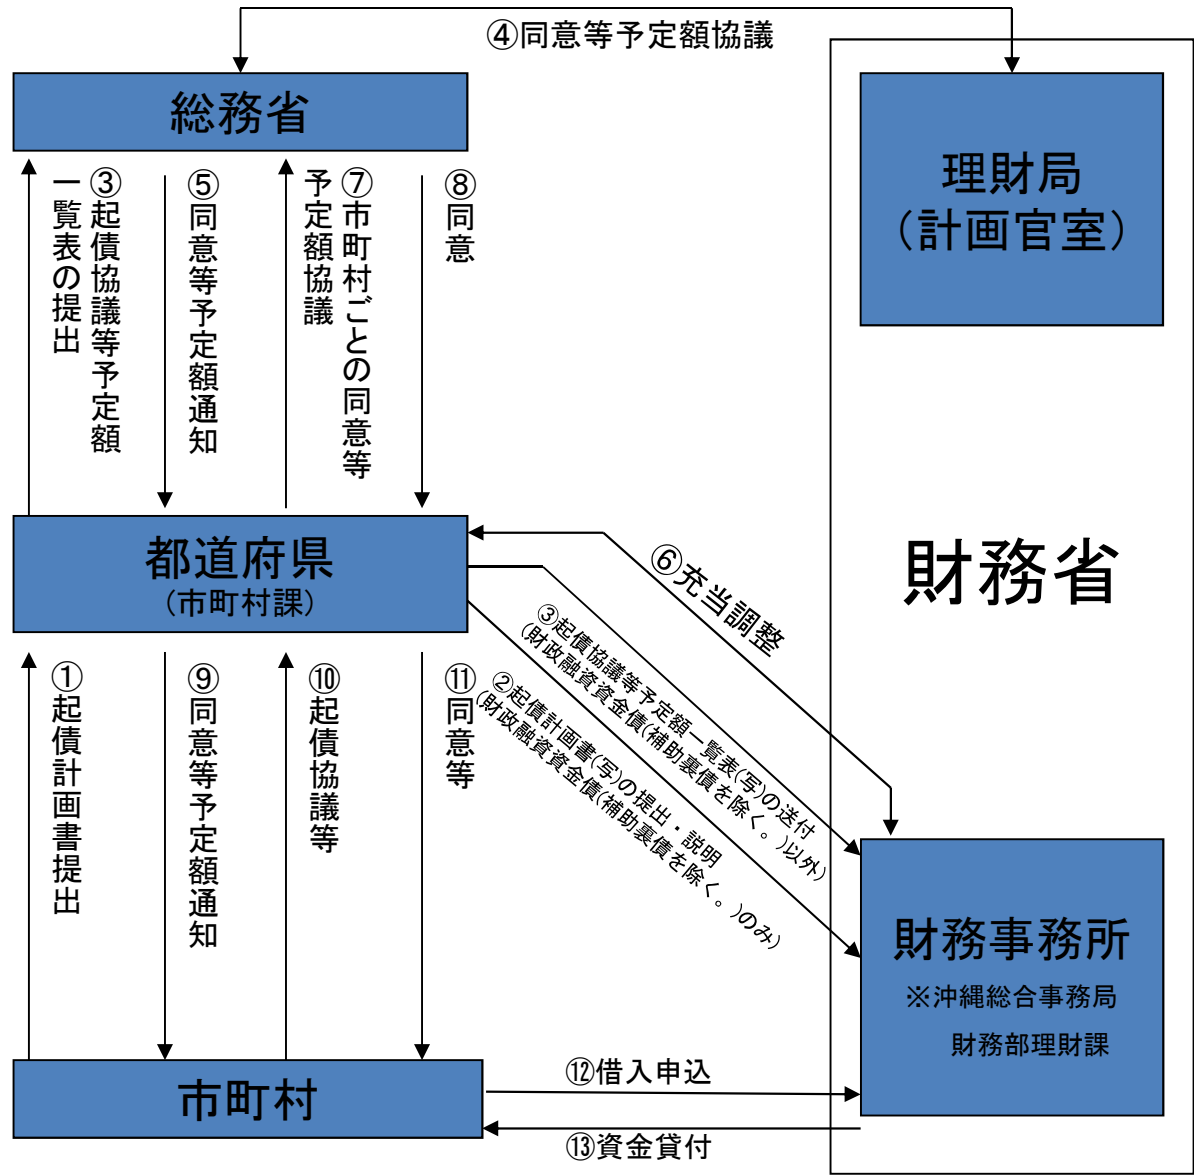 ④同意等予定額協議
総務省
理財局
（計画官室）
③起債協議等予定額
一覧表の提出
⑤同意等予定額通知
⑦市町村ごとの同意等
予定額協議
⑧同意
都道府県
（市町村課）
財務省
⑥充当調整
③起債協議等予定額一覧表(写)の送付
(財政融資資金債(補助裏債を除く。)以外)
②起債計画書(写)の提出・説明
(財政融資資金債(補助裏債を除く。)のみ)
①起債計画書提出
⑨同意等予定額通知
⑩起債協議等
⑪同意等
財務事務所
※沖縄総合事務局
財務部理財課
市町村
⑫借入申込
⑬資金貸付